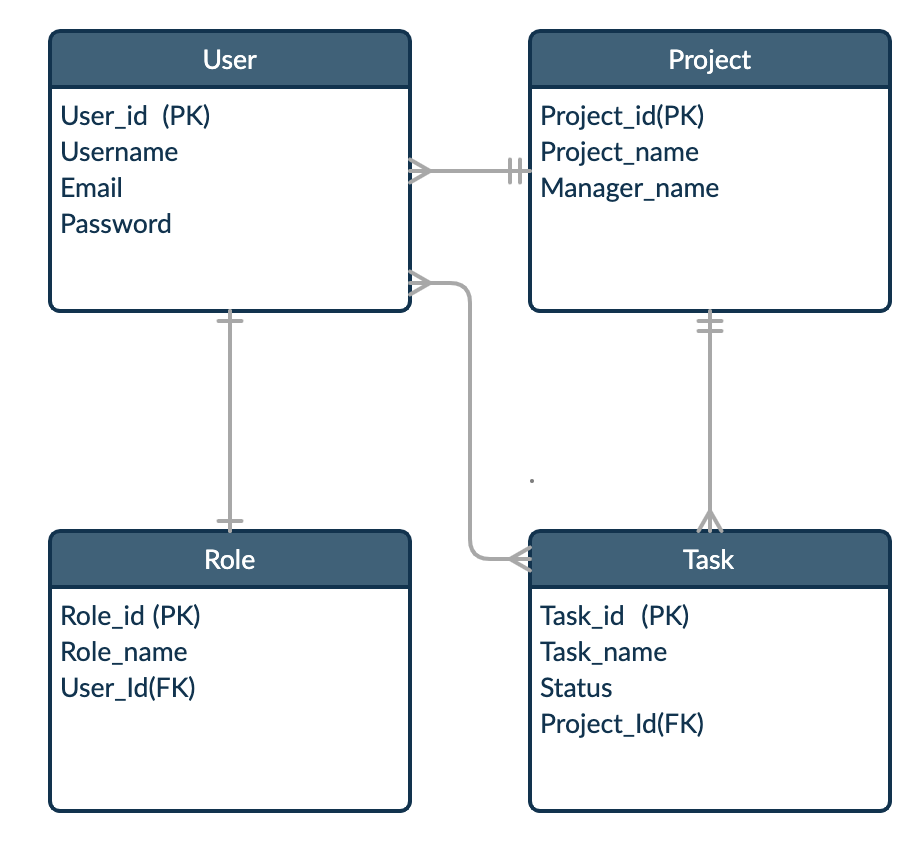 User
User_id  (PK)
Username
Email
Password
Project
Project_id(PK)
Project_name
Manager_name
Role
Role_id (PK)
Role_name
User_Id(FK)
Task
Task_id  (PK)
Task_name
Status
Project_Id(FK)